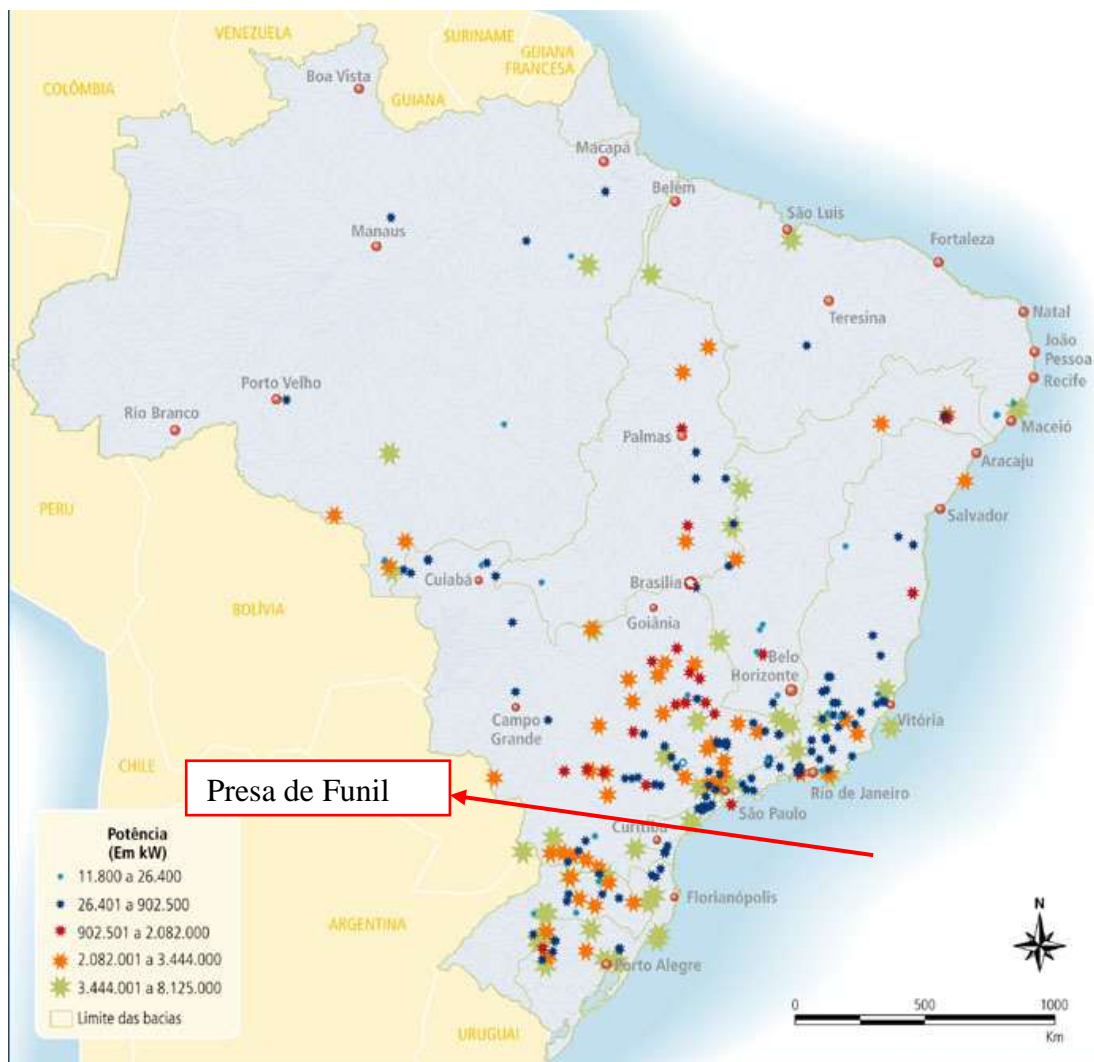 VENEZUELA
SURINAME
GUIANA
FRANCESA
COLÔMBIA
Boa Vista
GUIANA
Macapá
Belém
São Luis
Manaus
Fortaleza
Teresina
Natal
João
Pessoa
Recife
Porto Velho
Rio Branco
Palmas
Maceió
Aracaju
PERU
Salvador
Cuiabá
Brasília
BOLÍVIA
Goiânia
Belo
Horizonte
Campo
Grande
Vitória
CHILE
Presa de Funil
Rio de Janeiro
São Paulo
Curitiba
Potência
(Em kW)
11.800 a 26.400
26.401 a 902.500
902.501 a 2.082.000
2.082.001 a 3.444.000
3.444.001 a 8.125.000
Limite das bacias
Florianópolis
ARGENTINA
Porto Alegre
URUGUAI
N
0 500 1000
Km